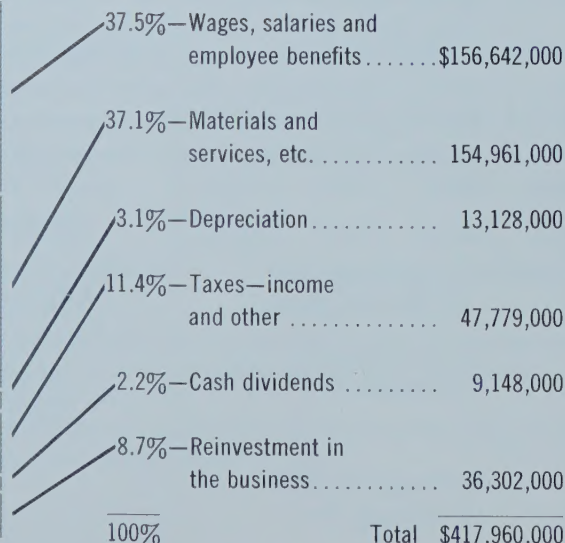 37.5%—Wages, salaries and
employee benefits.......$156,642,000
37.1%—Materials and
services, etc............ 154,961,000
3.1%—Depreciation............ 13,128,000
11.4%—Taxes—income
and other .............. 47,779,000
2.2%—Cash dividends ......... 9,148,000
8.7%—Reinvestment in
the business............ 36,302,000
100% Total $417,960,000